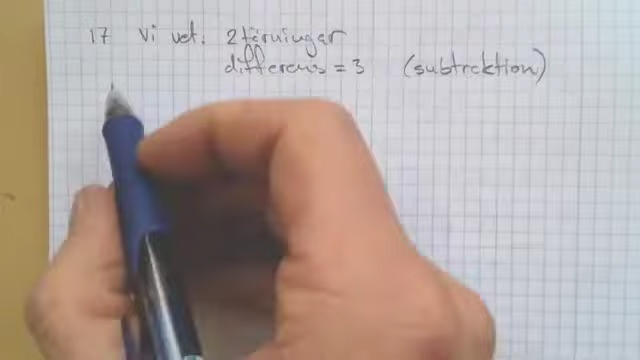 17 Vi vet: 2 tärningar
differens = 3 (subtraktion)